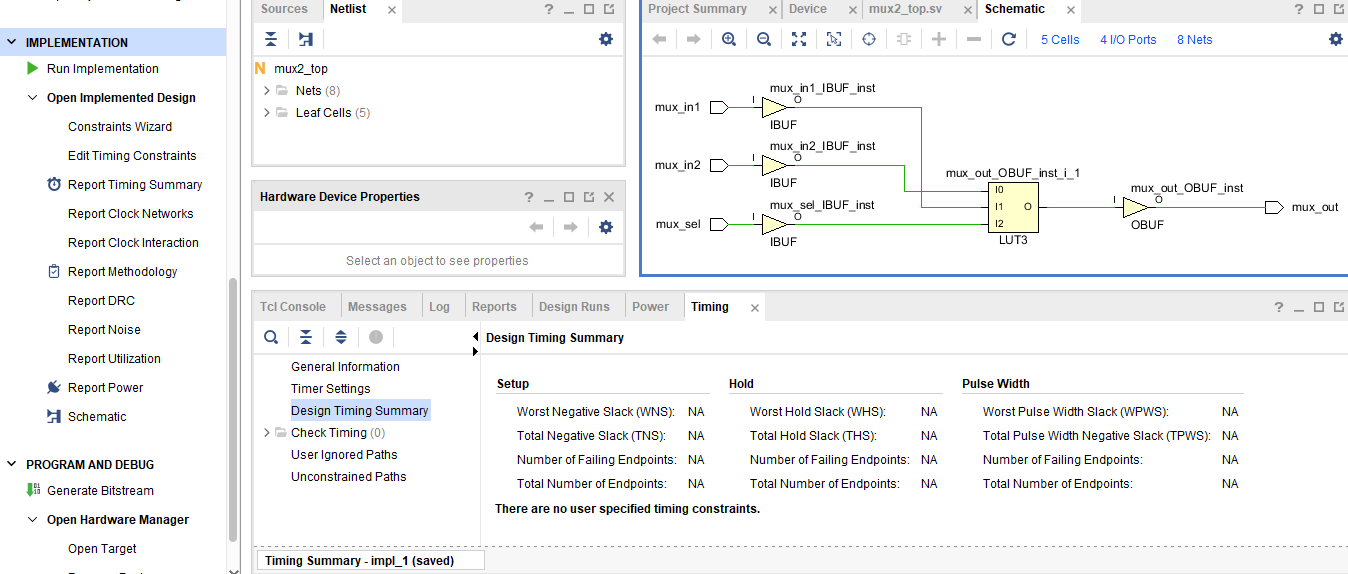 IMPLEMENTATION
Run Implementation
Open Implemented Design
Constraints Wizard
Edit Timing Constraints
Report Timing Summary
Report Clock Networks
Report Clock Interaction
Report Methodology
Report DRC
Report Noise
Report Utilization
Report Power
Schematic
PROGRAM AND DEBUG
Generate Bitstream
Open Hardware Manager
Open Target
Sources Netlist
mux2_top
Nets (8)
Leaf Cells (5)
Hardware Device Properties
Select an object to see properties
Project Summary Device mux2_top.sv Schematic
5 Cells 4 I/O Ports 8 Nets
mux_in1
I
mux_in1_IBUF_inst
O
IBUF
mux_in2
I
mux_in2_IBUF_inst
O
IBUF
mux_sel
I
mux_sel_IBUF_inst
O
IBUF
mux_out_OBUF_inst_i_1
I0
I1 O
I2
LUT3
mux_out_OBUF_inst
I O
OBUF
mux_out
Tcl Console Messages Log Reports Design Runs Power Timing
General Information
Timer Settings
Design Timing Summary
Check Timing (0)
User Ignored Paths
Unconstrained Paths
Design Timing Summary
Setup Hold Pulse Width
Worst Negative Slack (WNS): NA Worst Hold Slack (WHS): NA Worst Pulse Width Slack (WPWS): NA
Total Negative Slack (TNS): NA Total Hold Slack (THS): NA Total Pulse Width Negative Slack (TPWS): NA
Number of Failing Endpoints: NA Number of Failing Endpoints: NA Number of Failing Endpoints: NA
Total Number of Endpoints: NA Total Number of Endpoints: NA Total Number of Endpoints: NA
There are no user specified timing constraints.
Timing Summary - impl_1 (saved)